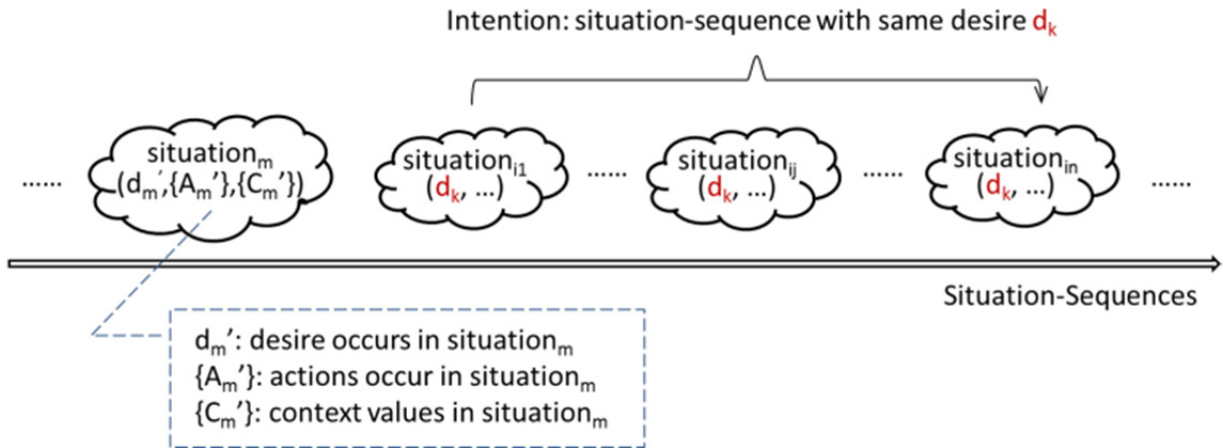 Intention: situation-sequence with same desire dₖ
...... situationₘ situationᵢ₁ ...... situationᵢⱼ ...... situationᵢₙ ......
(dₘ′,{Aₘ′},{Cₘ′}) (dₖ, ...) (dₖ, ...) (dₖ, ...)
Situation-Sequences
dₘ′: desire occurs in situationₘ
{Aₘ′}: actions occur in situationₘ
{Cₘ′}: context values in situationₘ